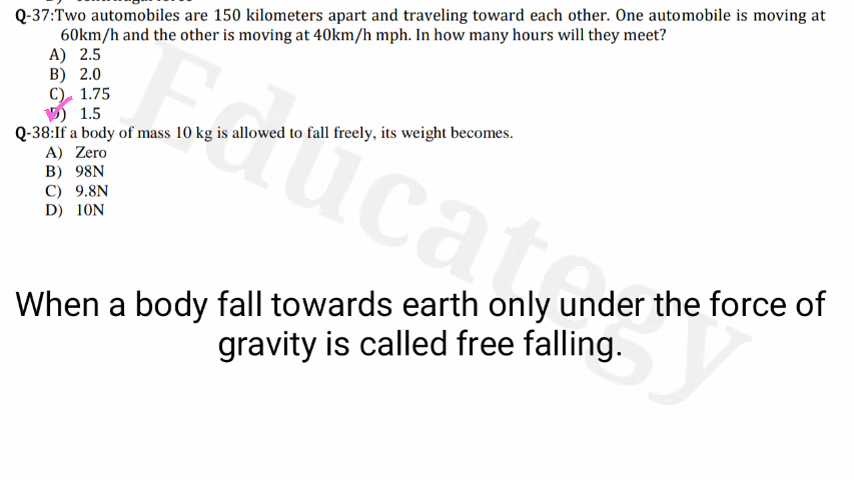 Q-37:Two automobiles are 150 kilometers apart and traveling toward each other. One automobile is moving at
60km/h and the other is moving at 40km/h mph. In how many hours will they meet?
A) 2.5
B) 2.0
C) 1.75
D) 1.5
Q-38:If a body of mass 10 kg is allowed to fall freely, its weight becomes.
A) Zero
B) 98N
C) 9.8N
D) 10N
Educategy
When a body fall towards earth only under the force of
gravity is called free falling.